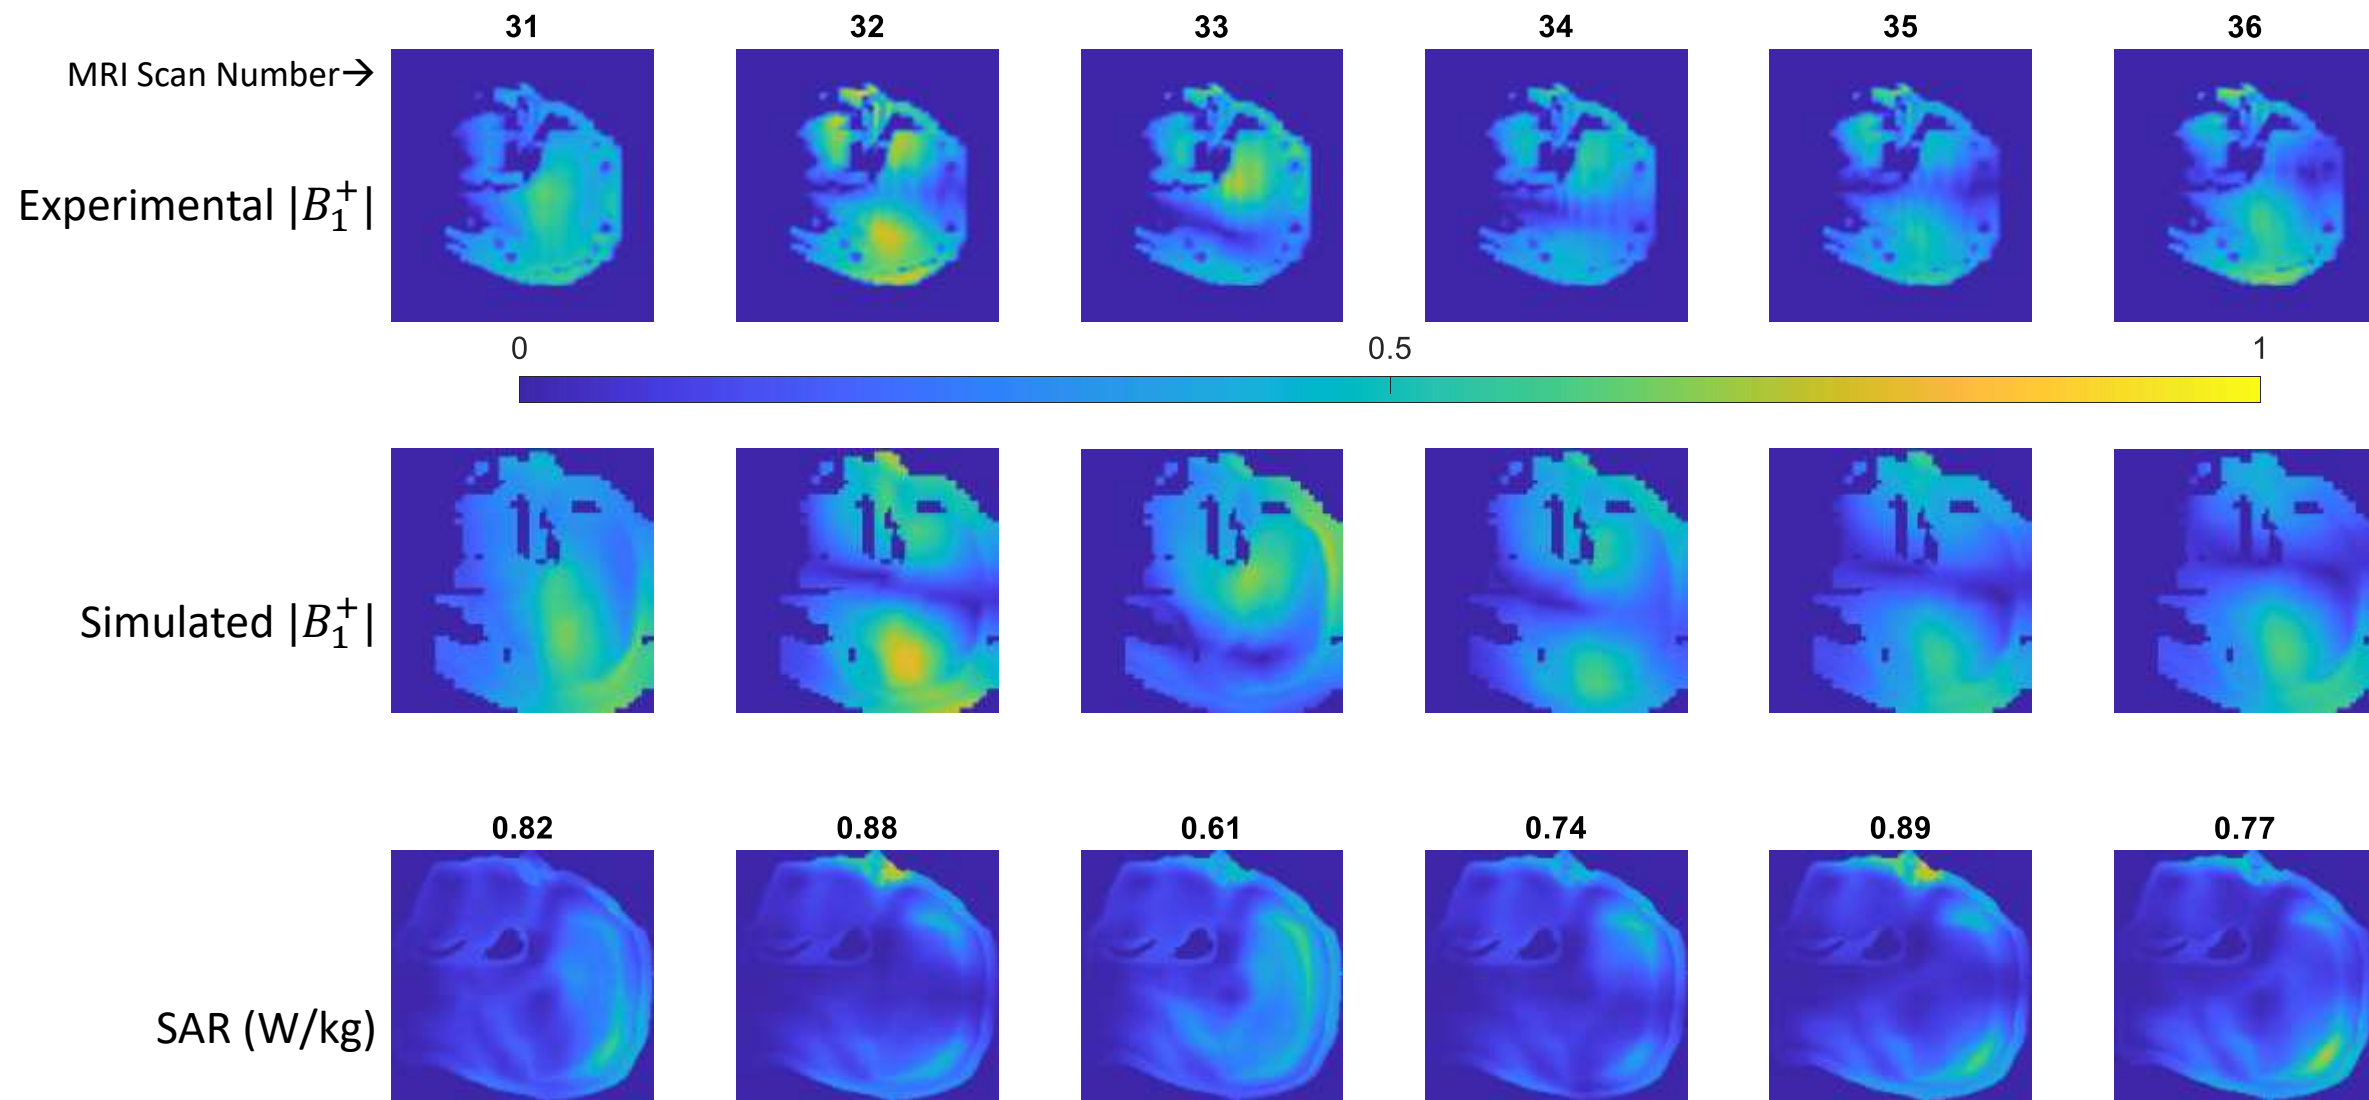 31 32 33 34 35 36
MRI Scan Number→
Experimental |B₁⁺|
0 0.5 1
Simulated |B₁⁺|
0.82 0.88 0.61 0.74 0.89 0.77
SAR (W/kg)